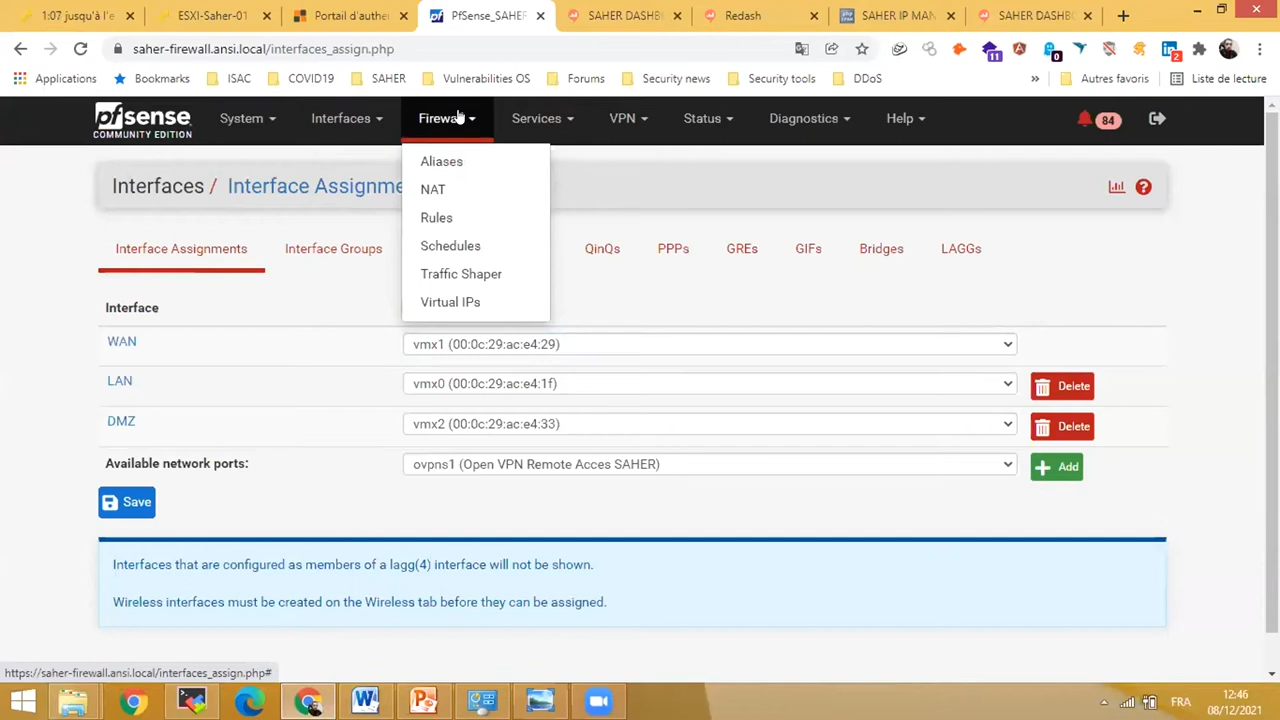 1:07 jusqu'à l'e
ESXI-Saher-01
Portail d'authe
PfSense_SAHER
SAHER DASHB
Redash
SAHER IP MAN
SAHER DASHBO
saher-firewall.ansi.local/interfaces_assign.php
11
0
2
Applications
Bookmarks
ISAC
COVID19
SAHER
Vulnerabilities OS
Forums
Security news
Security tools
DDoS
»
Autres favoris
Liste de lecture
pfsense
COMMUNITY EDITION
System
Interfaces
Firewall
Services
VPN
Status
Diagnostics
Help
84
Interfaces / Interface Assignme
Aliases
NAT
Rules
Schedules
Traffic Shaper
Virtual IPs
Interface Assignments
Interface Groups
QinQs
PPPs
GREs
GIFs
Bridges
LAGGs
Interface
WAN
vmx1 (00:0c:29:ac:e4:29)
LAN
vmx0 (00:0c:29:ac:e4:1f)
Delete
DMZ
vmx2 (00:0c:29:ac:e4:33)
Delete
Available network ports:
ovpns1 (Open VPN Remote Acces SAHER)
Add
Save
Interfaces that are configured as members of a lagg(4) interface will not be shown.
Wireless interfaces must be created on the Wireless tab before they can be assigned.
https://saher-firewall.ansi.local/interfaces_assign.php#
FR
12:46
08/12/2021